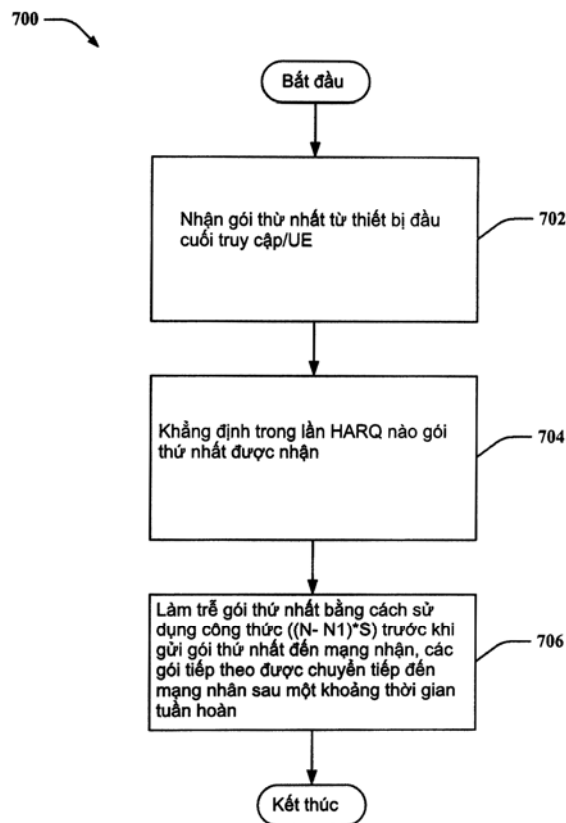 700
Bắt đầu
Nhận gói thừ nhất từ thiết bị đầu
cuối truy cập/UE
702
Khẳng định trong lần HARQ nào gói
thứ nhất được nhận
704
Làm trễ gói thứ nhất bằng cách sử
dụng công thức ((N- N1)*S) trước khi
gửi gói thứ nhất đến mạng nhận, các
gói tiếp theo được chuyển tiếp đến
mạng nhân sau một khoảng thời gian
tuần hoàn
706
Kết thúc